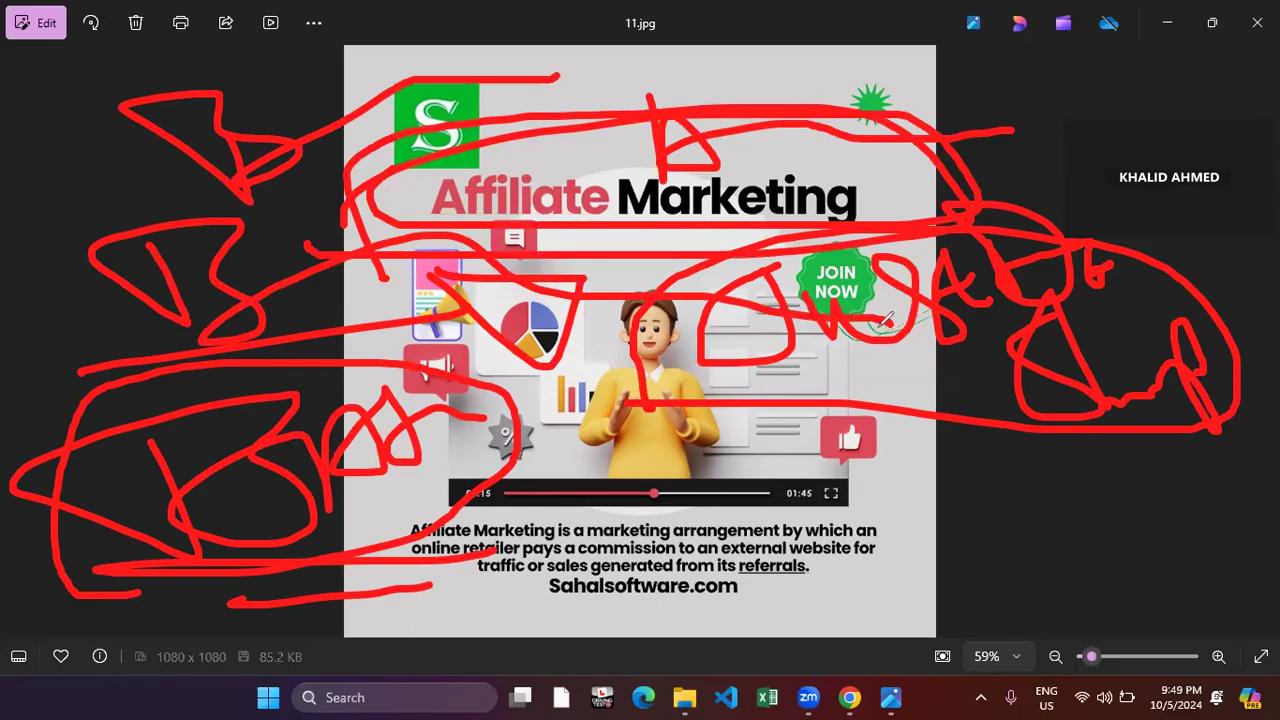 Edit
11.jpg
S
KHALID AHMED
Affiliate Marketing
JOIN
NOW
%
01:45
Affiliate Marketing is a marketing arrangement by which an
online retailer pays a commission to an external website for
traffic or sales generated from its referrals.
Sahalsoftware.com
1080 x 1080
85.2 KB
59%
Search
ENG
US
9:49 PM
10/5/2024
PRE